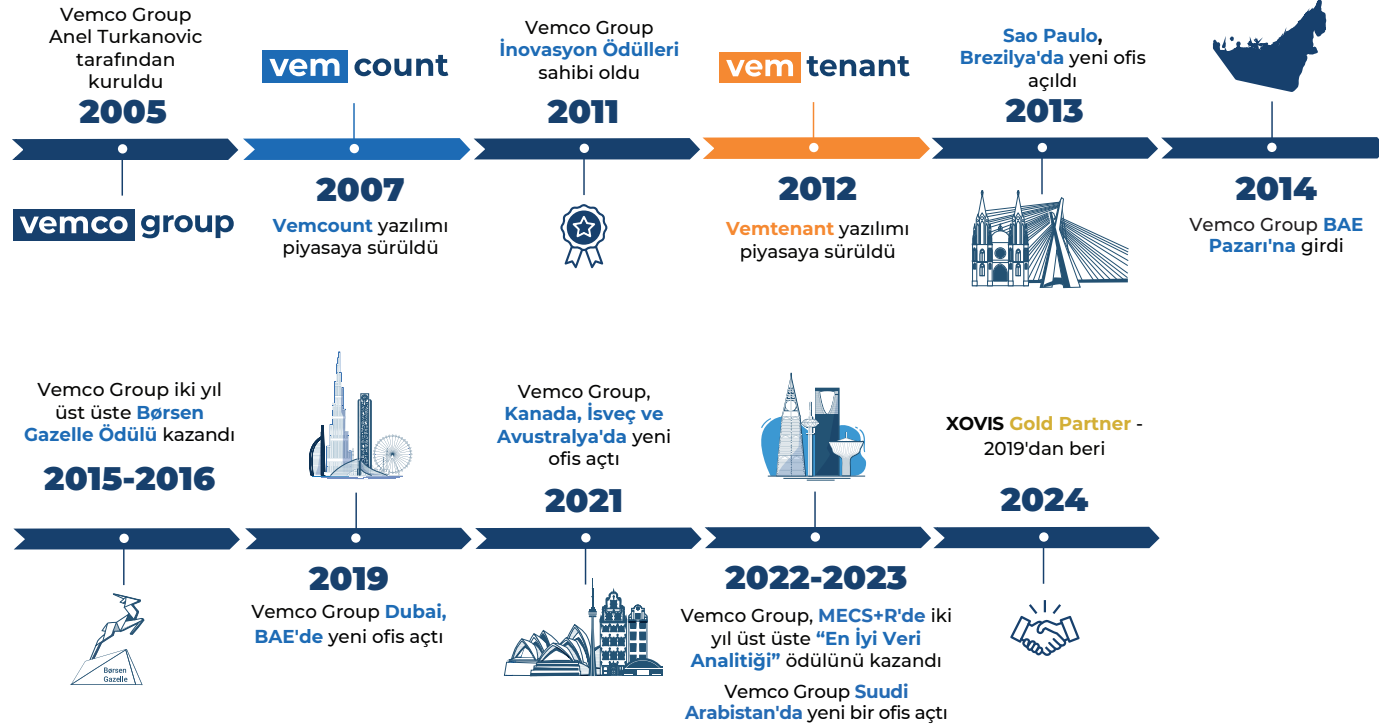 Vemco Group
Anel Turkanovic
tarafından
kuruldu
2005
vemco group
vem count
2007
Vemcount yazılımı
piyasaya sürüldü
Vemco Group
İnovasyon Ödülleri
sahibi oldu
2011
vem tenant
2012
Vemtenant yazılımı
piyasaya sürüldü
Sao Paulo,
Brezilya'da yeni ofis
açıldı
2013
2014
Vemco Group BAE
Pazarı'na girdi
Vemco Group iki yıl
üst üste Børsen
Gazelle Ödülü kazandı
2015-2016
Børsen
Gazelle
2019
Vemco Group Dubai,
BAE'de yeni ofis açtı
Vemco Group,
Kanada, İsveç ve
Avustralya'da yeni
ofis açtı
2021
2022-2023
Vemco Group, MECS+R'de iki
yıl üst üste “En İyi Veri
Analitiği” ödülünü kazandı
Vemco Group Suudi
Arabistan'da yeni bir ofis açtı
XOVIS Gold Partner -
2019'dan beri
2024